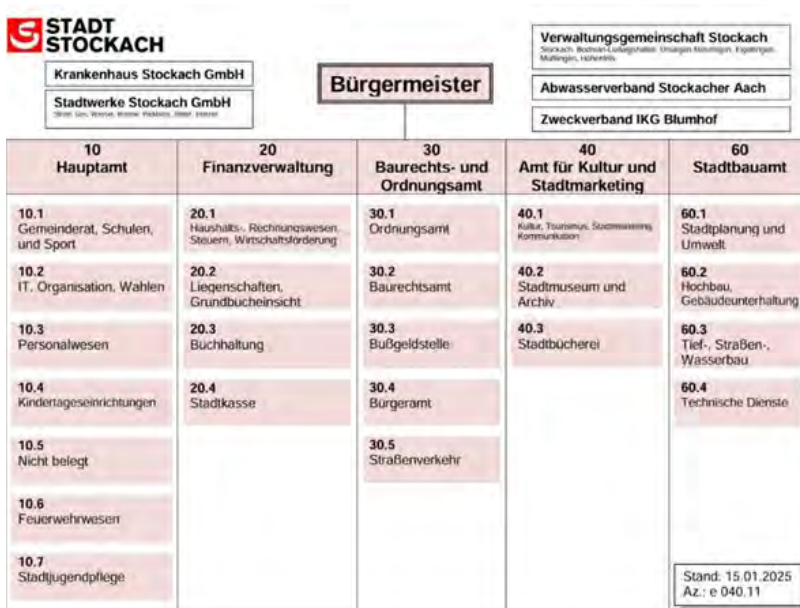 STADT
STOCKACH
Krankenhaus Stockach GmbH
Stadtwerke Stockach GmbH
Bürgermeister
Verwaltungsgemeinschaft Stockach
Abwasserverband Stockacher Aach
Zweckverband IKG Blumhof
10
Hauptamt
10.1
Gemeinderat, Schulen,
und Sport
10.2
IT, Organisation, Wahlen
10.3
Personalwesen
10.4
Kindertageseinrichtungen
10.5
Nicht belegt
10.6
Feuerwehrwesen
10.7
Stadtjugendpflege
20
Finanzverwaltung
20.1
Haushalts-, Rechnungswesen,
Steuern, Wirtschaftsförderung
20.2
Liegenschaften,
Grundbucheinsicht
20.3
Buchhaltung
20.4
Stadtkasse
30
Baurechts- und
Ordnungsamt
30.1
Ordnungsamt
30.2
Baurechtsamt
30.3
Bußgeldstelle
30.4
Bürgeramt
30.5
Straßenverkehr
40
Amt für Kultur und
Stadtmarketing
40.1
Kultur, Tourismus, Stadtmarketing,
Kommunikation
40.2
Stadtmuseum und
Archiv
40.3
Stadtbücherei
60
Stadtbauamt
60.1
Stadtplanung und
Umwelt
60.2
Hochbau,
Gebäudeunterhaltung
60.3
Tief-, Straßen-,
Wasserbau
60.4
Technische Dienste
Stand: 15.01.2025
Az.: e 040.11